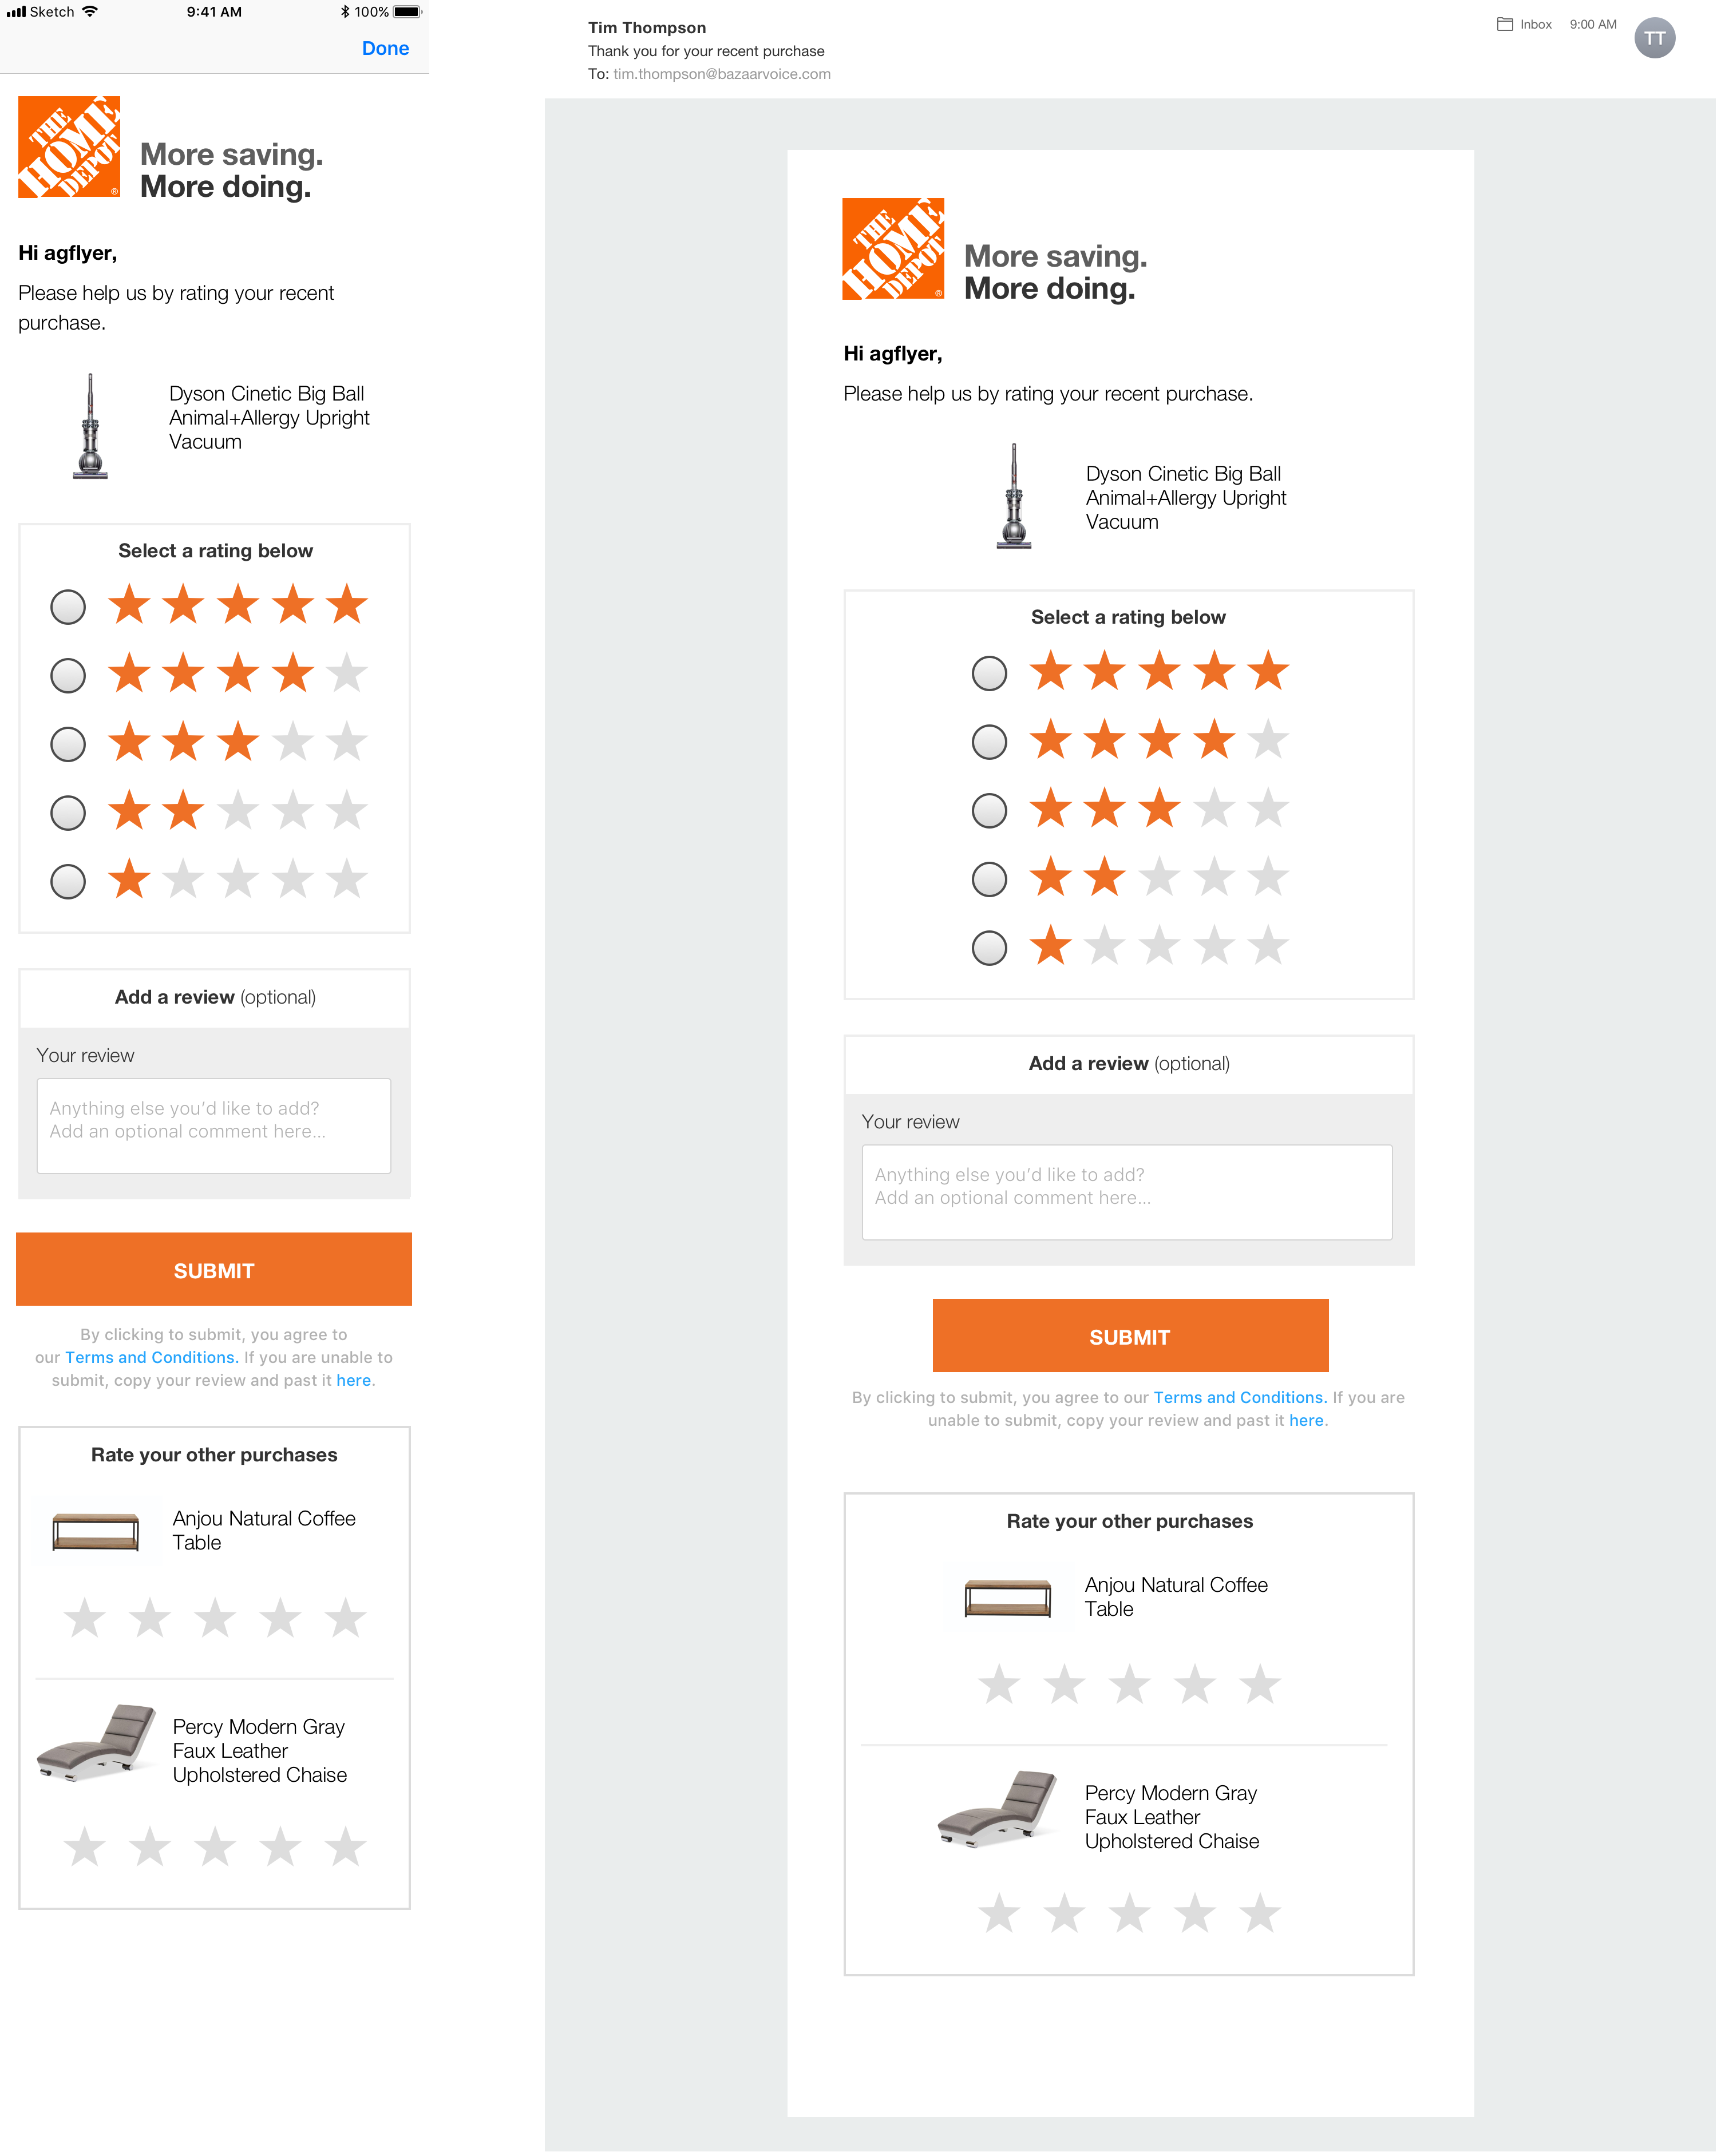 Sketch 9:41 AM 100%
Done
THE
HOME
DEPOT
®
More saving.
More doing.
Hi agflyer,
Please help us by rating your recent
purchase.
Dyson Cinetic Big Ball
Animal+Allergy Upright
Vacuum
Select a rating below
Add a review (optional)
Your review
Anything else you'd like to add?
Add an optional comment here...
SUBMIT
By clicking to submit, you agree to
our Terms and Conditions. If you are unable to
submit, copy your review and past it here.
Rate your other purchases
Anjou Natural Coffee
Table
Percy Modern Gray
Faux Leather
Upholstered Chaise
Tim Thompson
Thank you for your recent purchase
To: tim.thompson@bazaarvoice.com
Inbox 9:00 AM
TT
THE
HOME
DEPOT
®
More saving.
More doing.
Hi agflyer,
Please help us by rating your recent purchase.
Dyson Cinetic Big Ball
Animal+Allergy Upright
Vacuum
Select a rating below
Add a review (optional)
Your review
Anything else you'd like to add?
Add an optional comment here...
SUBMIT
By clicking to submit, you agree to our Terms and Conditions. If you are
unable to submit, copy your review and past it here.
Rate your other purchases
Anjou Natural Coffee
Table
Percy Modern Gray
Faux Leather
Upholstered Chaise